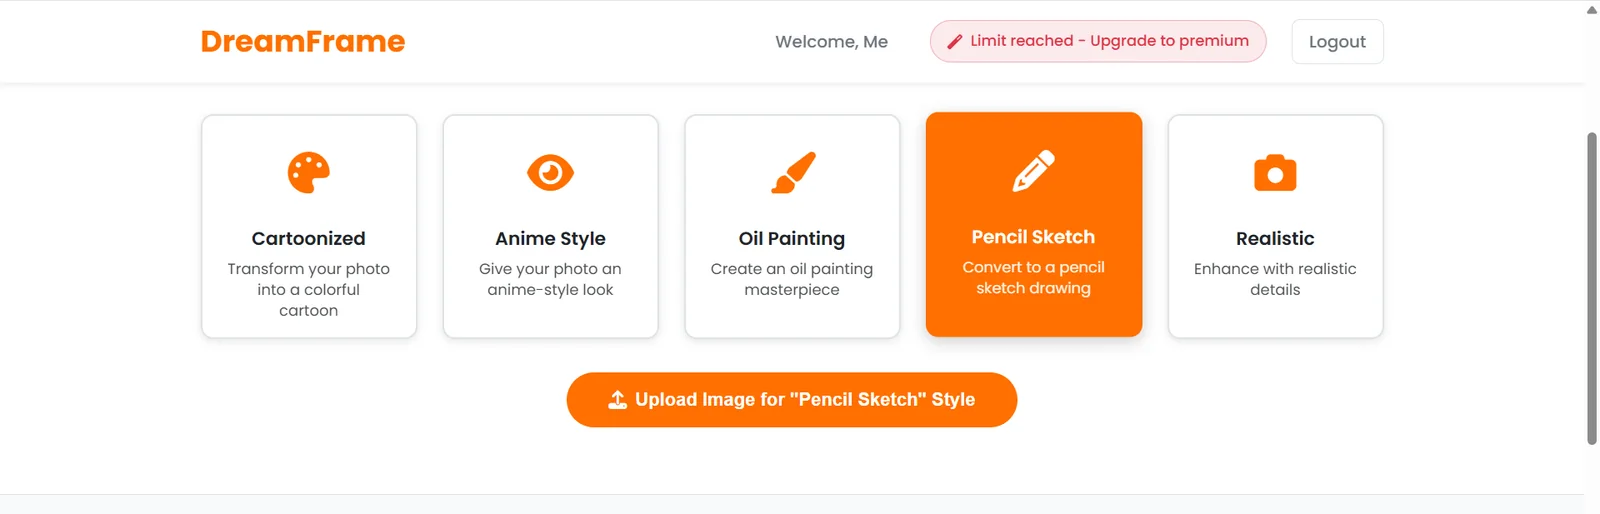 DreamFrame
Welcome, Me
Limit reached - Upgrade to premium
Logout
Cartoonized
Transform your photo
into a colorful
cartoon
Anime Style
Give your photo an
anime-style look
Oil Painting
Create an oil painting
masterpiece
Pencil Sketch
Convert to a pencil
sketch drawing
Realistic
Enhance with realistic
details
Upload Image for "Pencil Sketch" Style